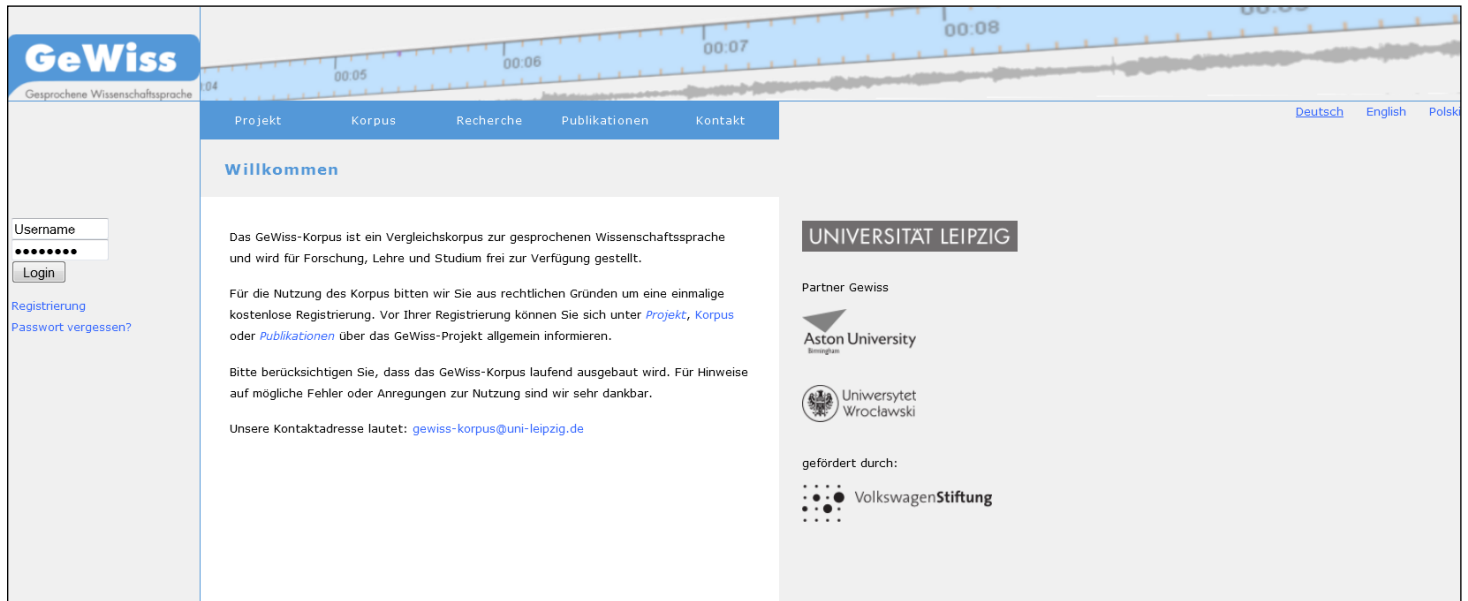 GeWiss
Gesprochene Wissenschaftssprache
:04
00:05
00:06
00:07
00:08
Projekt
Korpus
Recherche
Publikationen
Kontakt
Deutsch
English
Polski
Willkommen
Username
Login
Registrierung
Passwort vergessen?
Das GeWiss-Korpus ist ein Vergleichskorpus zur gesprochenen Wissenschaftssprache
und wird für Forschung, Lehre und Studium frei zur Verfügung gestellt.
Für die Nutzung des Korpus bitten wir Sie aus rechtlichen Gründen um eine einmalige
kostenlose Registrierung. Vor Ihrer Registrierung können Sie sich unter Projekt, Korpus
oder Publikationen über das GeWiss-Projekt allgemein informieren.
Bitte berücksichtigen Sie, dass das GeWiss-Korpus laufend ausgebaut wird. Für Hinweise
auf mögliche Fehler oder Anregungen zur Nutzung sind wir sehr dankbar.
Unsere Kontaktadresse lautet: gewiss-korpus@uni-leipzig.de
UNIVERSITÄT LEIPZIG
Partner Gewiss
Aston University
Birmingham
Uniwersytet
Wrocławski
gefördert durch:
VolkswagenStiftung